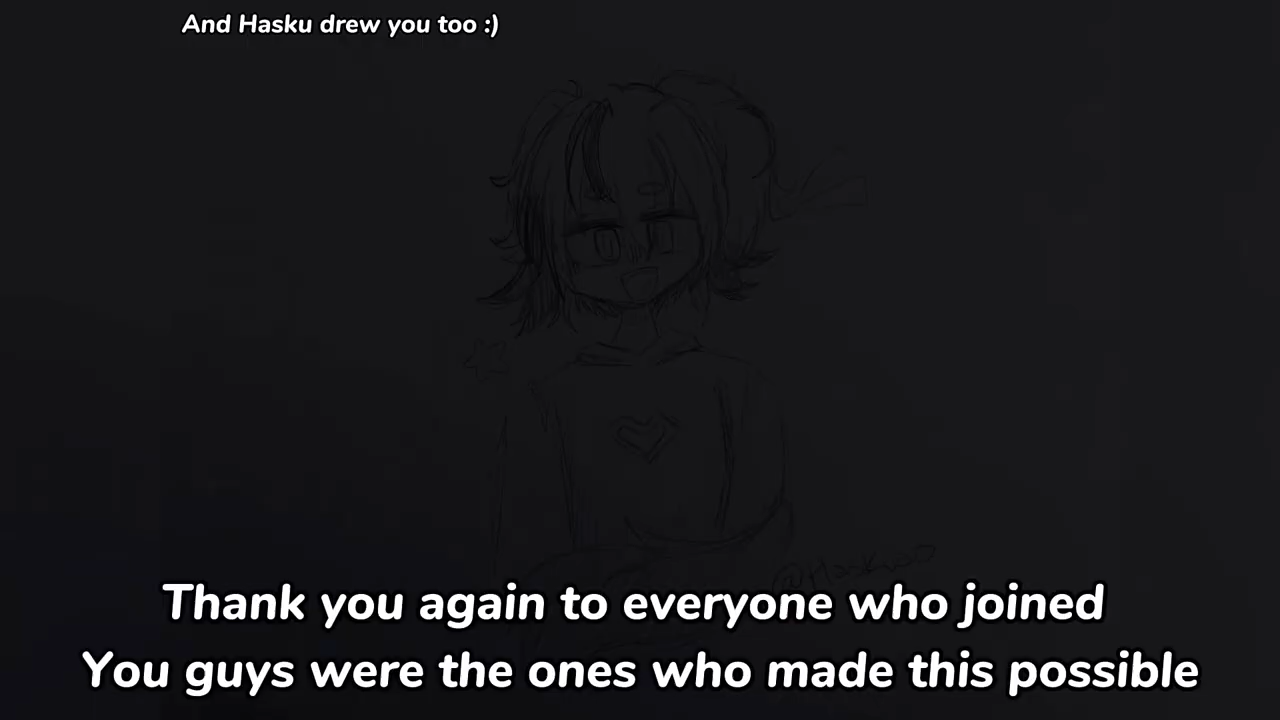 And Hasku drew you too :)
Thank you again to everyone who joined
You guys were the ones who made this possible